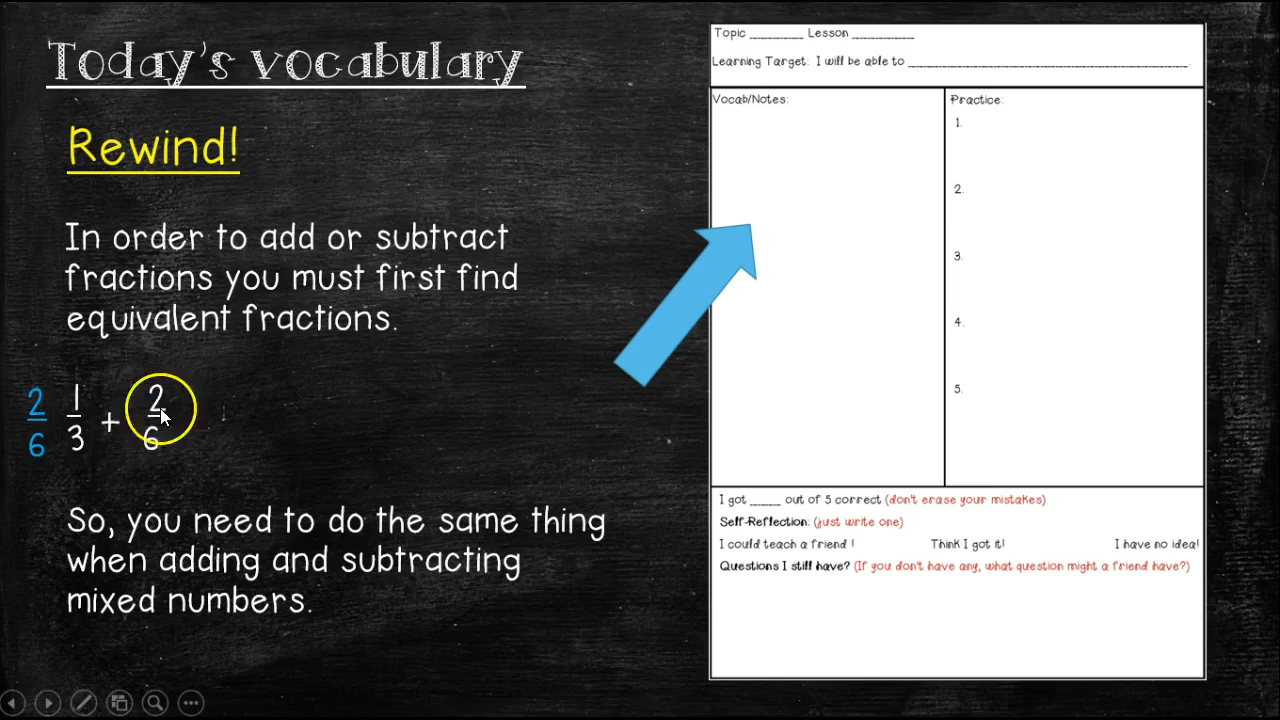 Today's vocabulary
Rewind!
In order to add or subtract
fractions you must first find
equivalent fractions.
2/6 1/3 + 2/6
So, you need to do the same thing
when adding and subtracting
mixed numbers.
Topic ________ Lesson _________
Learning Target: I will be able to ________________________________________.
Vocab/Notes:
Practice:
1.
2.
3.
4.
5.
I got _____ out of 5 correct (don't erase your mistakes)
Self-Reflection: (just write one)
I could teach a friend ! Think I got it! I have no idea!
Questions I still have? (If you don't have any, what question might a friend have?)